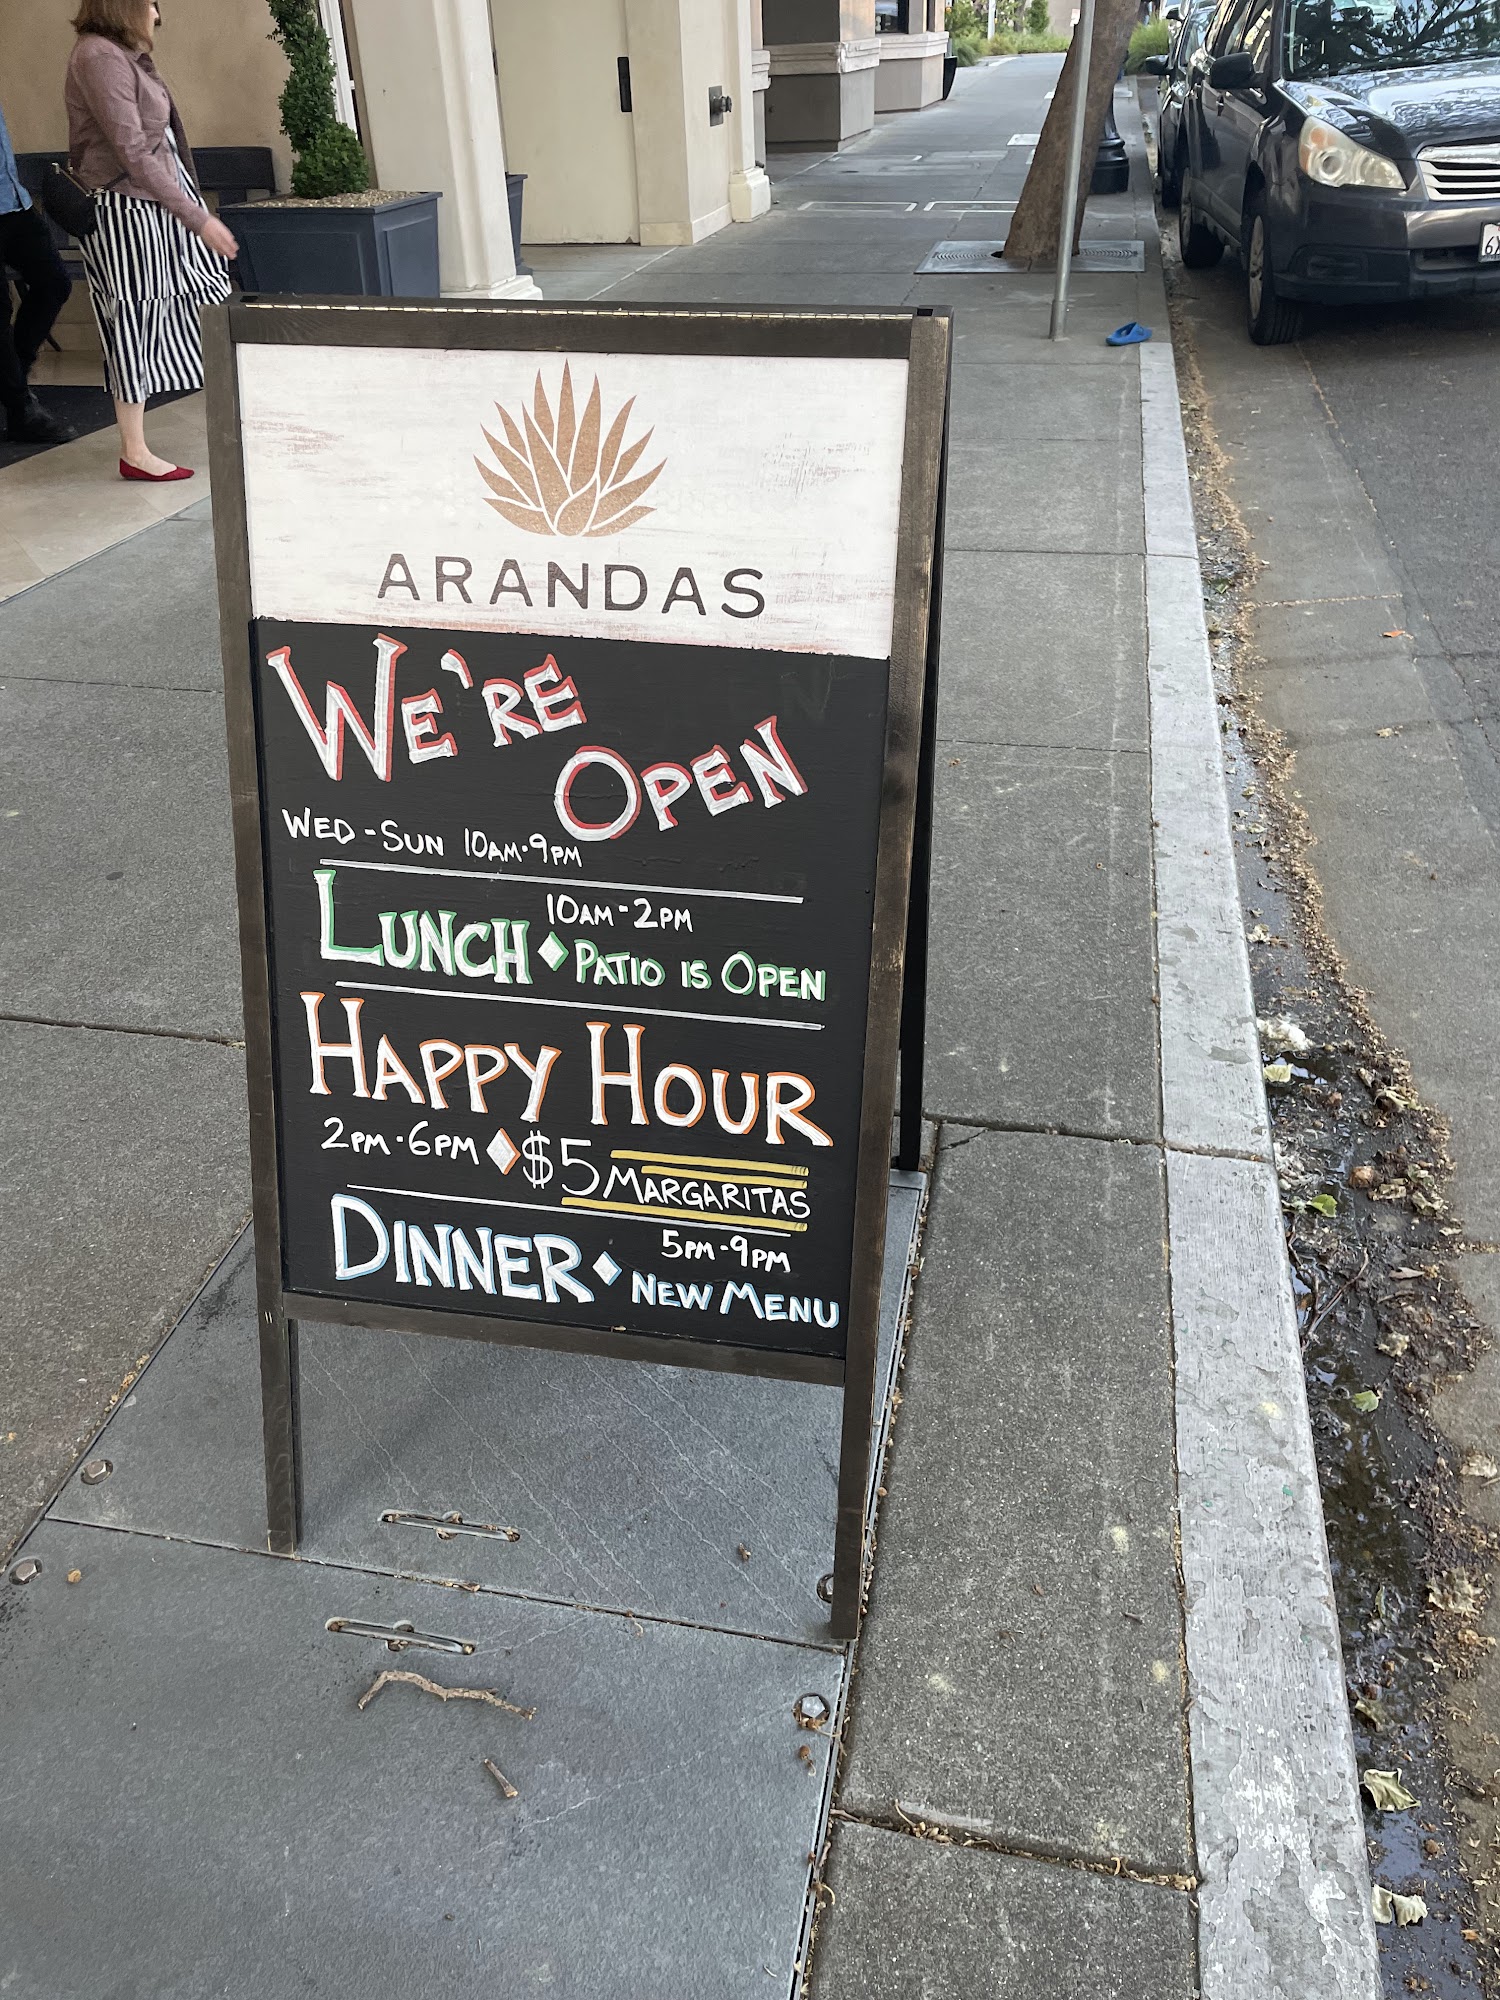 ARANDAS
WE'RE
OPEN
WED - SUN 10AM·9PM
10AM - 2PM
LUNCH ♦ PATIO IS OPEN
HAPPY HOUR
2PM·6PM ♦ $5 MARGARITAS
5PM-9PM
DINNER ♦ NEW MENU